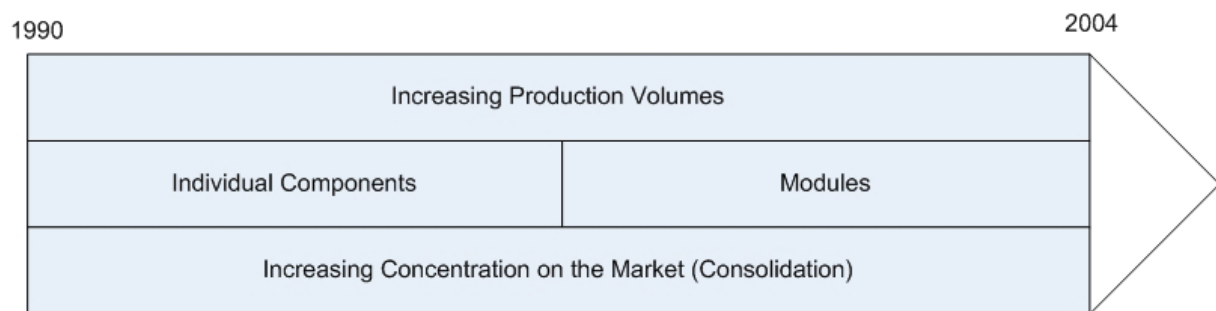 1990
2004
Increasing Production Volumes
Individual Components
Modules
Increasing Concentration on the Market (Consolidation)